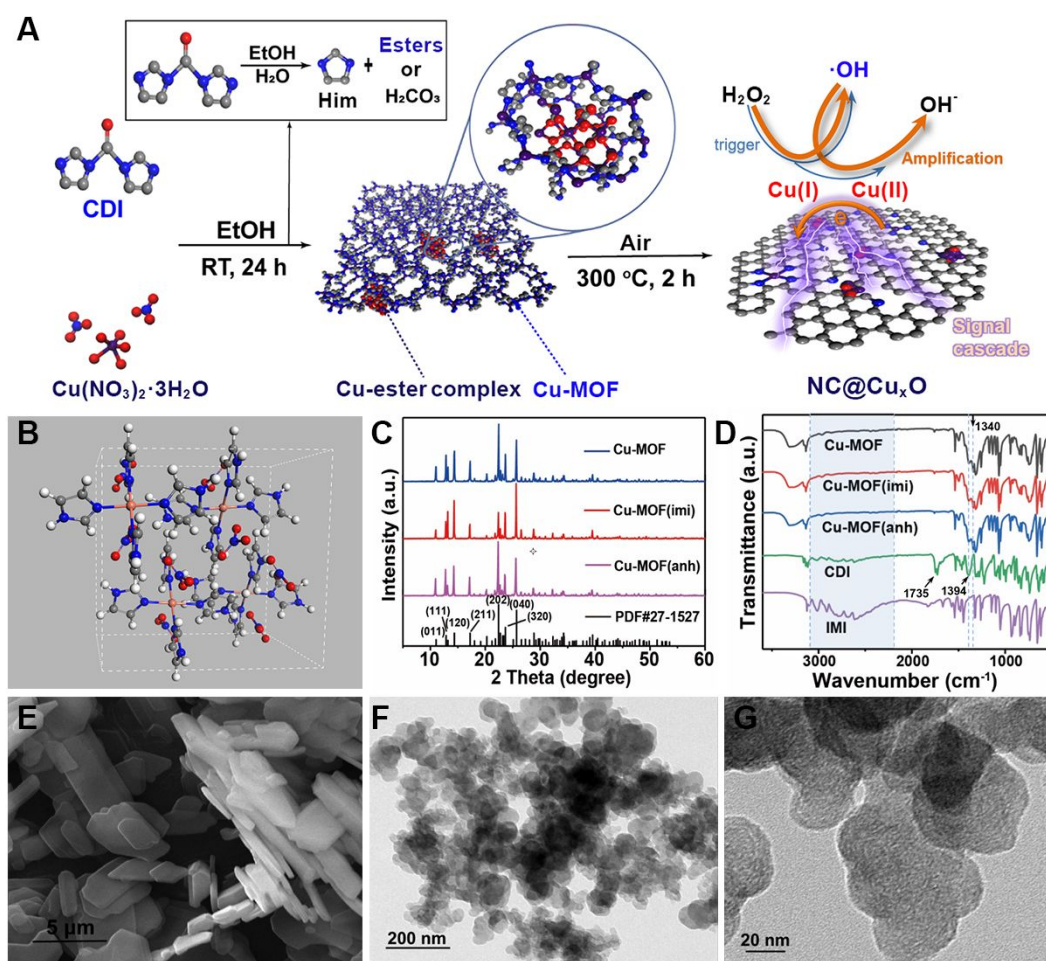 A
EtOH
H₂O
Him
+
Esters
or
H₂CO₃
CDI
EtOH
RT, 24 h
Cu(NO₃)₂·3H₂O
Cu-ester complex
Cu-MOF
Air
300 °C, 2 h
H₂O₂
·OH
OH⁻
trigger
Amplification
Cu(I)
Cu(II)
e
Signal
cascade
NC@CuₓO
B
C
Cu-MOF
Cu-MOF(imi)
Cu-MOF(anh)
PDF#27-1527
(011)
(111)
(120)
(211)
(202)
(040)
(320)
Intensity (a.u.)
10 20 30 40 50 60
2 Theta (degree)
D
1340
Cu-MOF
Cu-MOF(imi)
Cu-MOF(anh)
CDI
1735
1394
IMI
Transmittance (a.u.)
3000 2000 1000
Wavenumber (cm⁻¹)
E
5 µm
F
200 nm
G
20 nm